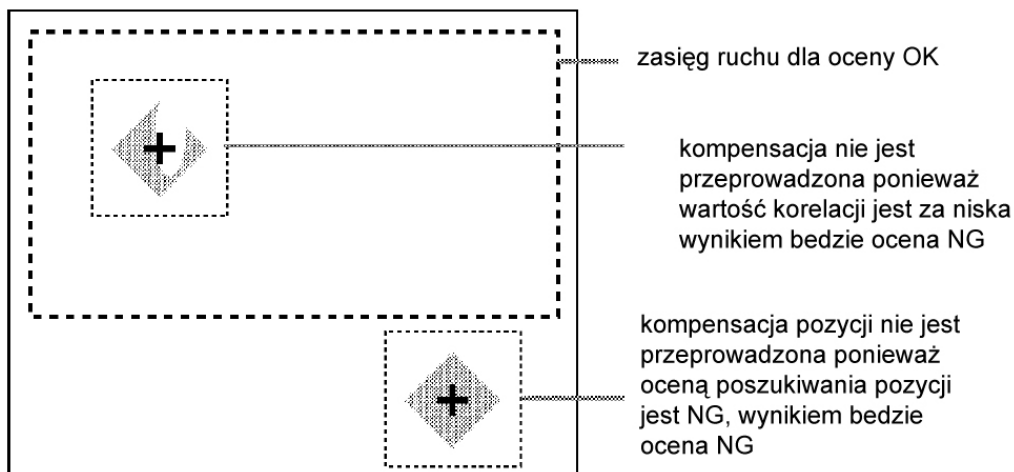 zasięg ruchu dla oceny OK
kompensacja nie jest
przeprowadzona ponieważ
wartość korelacji jest za niska
wynikiem bedzie ocena NG
kompensacja pozycji nie jest
przeprowadzona ponieważ
oceną poszukiwania pozycji
jest NG, wynikiem bedzie
ocena NG